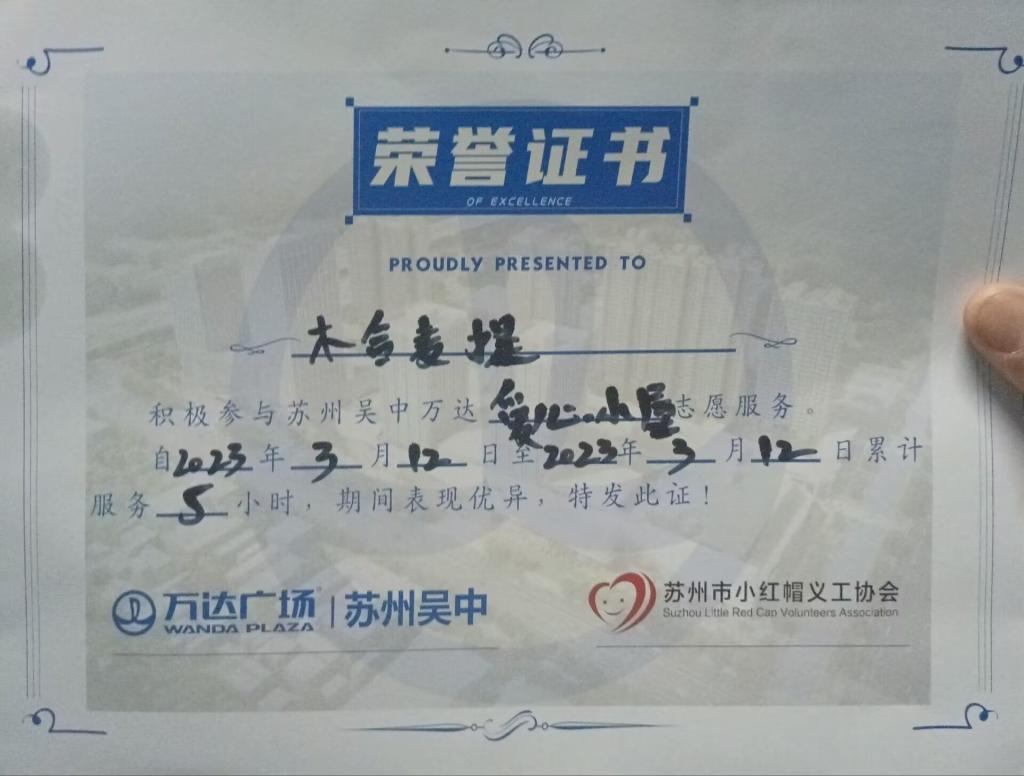 荣誉证书
OF EXCELLENCE
PROUDLY PRESENTED TO
木合麦提
积极参与苏州吴中万达 爱心小屋 志愿服务。
自2023年 3 月 12 日至2023年 3 月 12 日累计
服务 5 小时，期间表现优异，特发此证！
万达广场 | 苏州吴中
WANDA PLAZA
苏州市小红帽义工协会
Suzhou Little Red Cap Volunteers Association